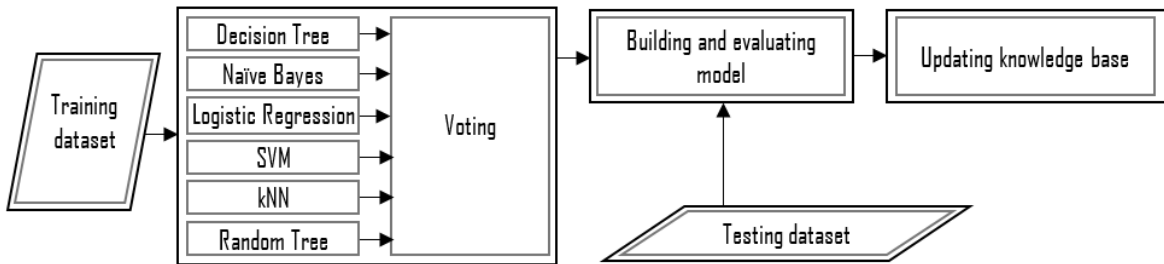 Training
dataset
Decision Tree
Naïve Bayes
Logistic Regression
SVM
kNN
Random Tree
Voting
Building and evaluating
model
Updating knowledge base
Testing dataset